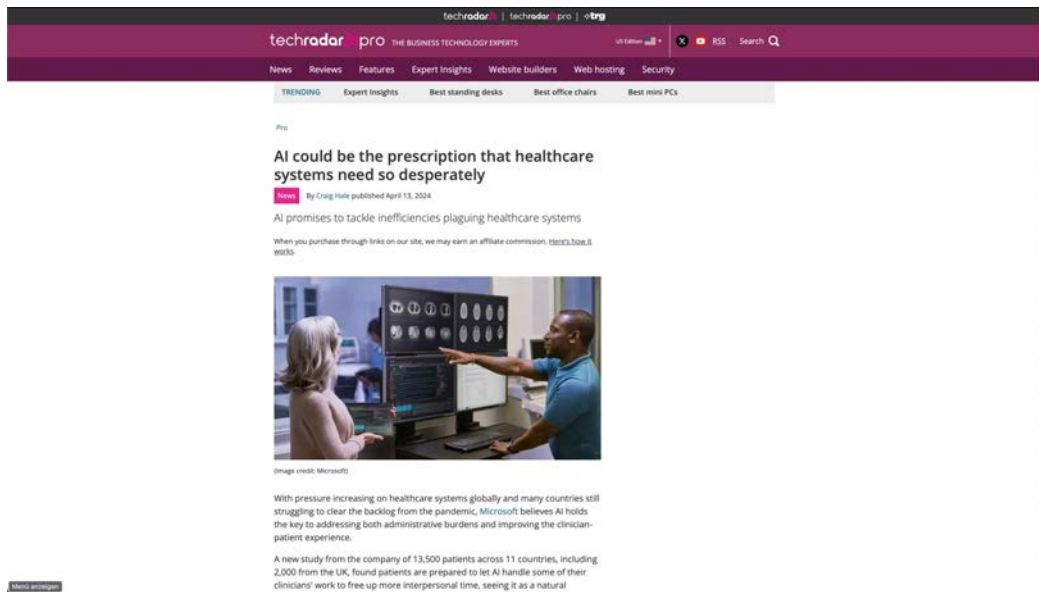 techradar | techradar pro | trg
techradar pro THE BUSINESS TECHNOLOGY EXPERTS US Edition X RSS Search
News Reviews Features Expert Insights Website builders Web hosting Security
TRENDING Expert Insights Best standing desks Best office chairs Best mini PCs
Pro
AI could be the prescription that healthcare
systems need so desperately
News By Craig Hale published April 13, 2024
AI promises to tackle inefficiencies plaguing healthcare systems
When you purchase through links on our site, we may earn an affiliate commission. Here's how it
works.
(Image credit: Microsoft)
With pressure increasing on healthcare systems globally and many countries still
struggling to clear the backlog from the pandemic, Microsoft believes AI holds
the key to addressing both administrative burdens and improving the clinician-
patient experience.
A new study from the company of 13,500 patients across 11 countries, including
2,000 from the UK, found patients are prepared to let AI handle some of their
clinicians' work to free up more interpersonal time, seeing it as a natural
Menü anzeigen